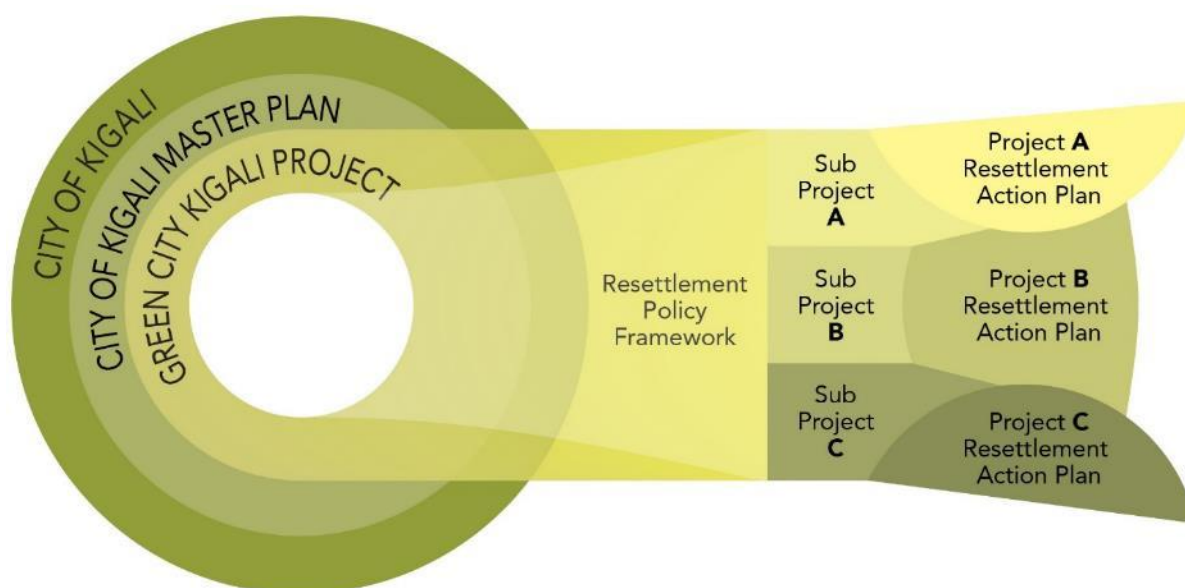 CITY OF KIGALI
CITY OF KIGALI MASTER PLAN
GREEN CITY KIGALI PROJECT
Resettlement
Policy
Framework
Sub
Project
A
Project A
Resettlement
Action Plan
Sub
Project
B
Project B
Resettlement
Action Plan
Sub
Project
C
Project C
Resettlement
Action Plan